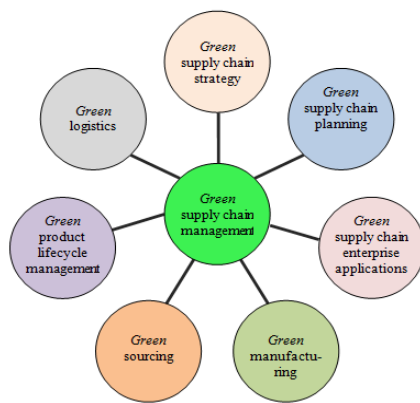 Green
supply chain
strategy
Green
supply chain
planning
Green
logistics
Green
supply chain
management
Green
product
lifecycle
management
Green
supply chain
enterprise
applications
Green
sourcing
Green
manufactu-
ring